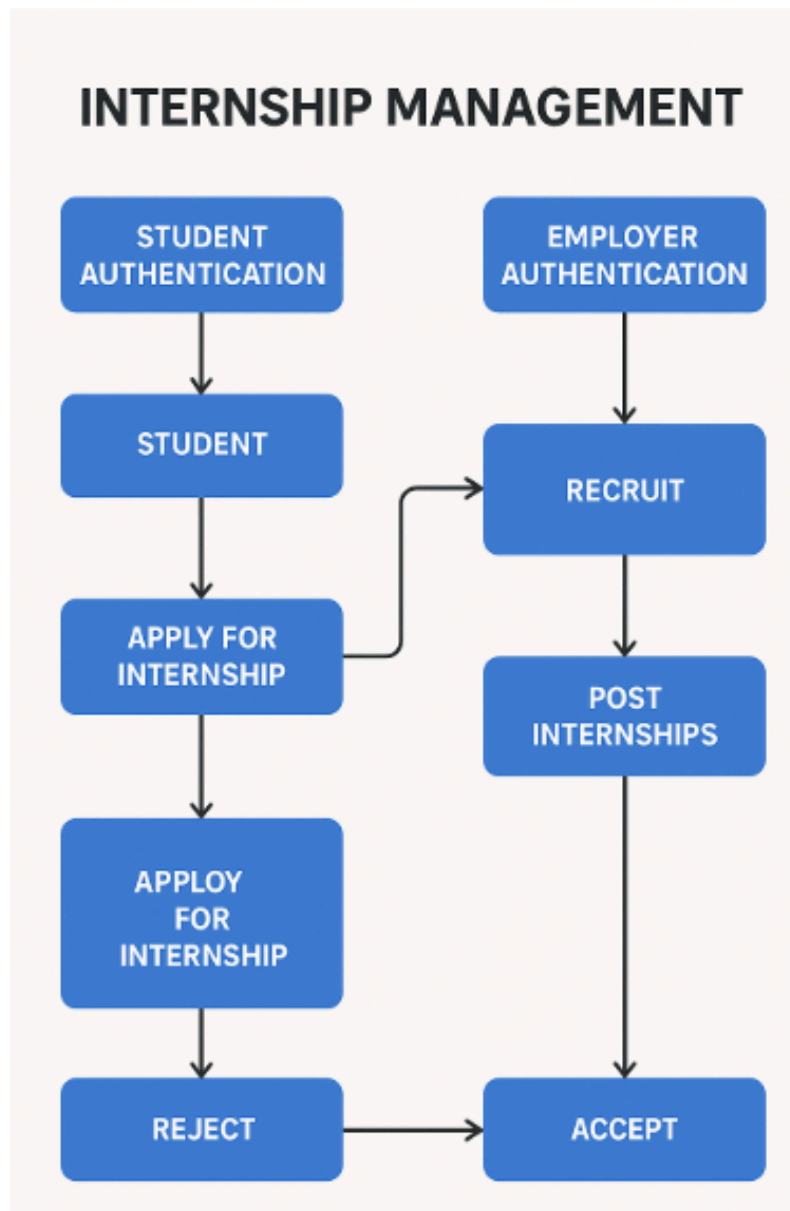 INTERNSHIP MANAGEMENT
STUDENT
AUTHENTICATION
EMPLOYER
AUTHENTICATION
STUDENT
RECRUIT
APPLY FOR
INTERNSHIP
POST
INTERNSHIPS
APPLOY
FOR
INTERNSHIP
REJECT
ACCEPT